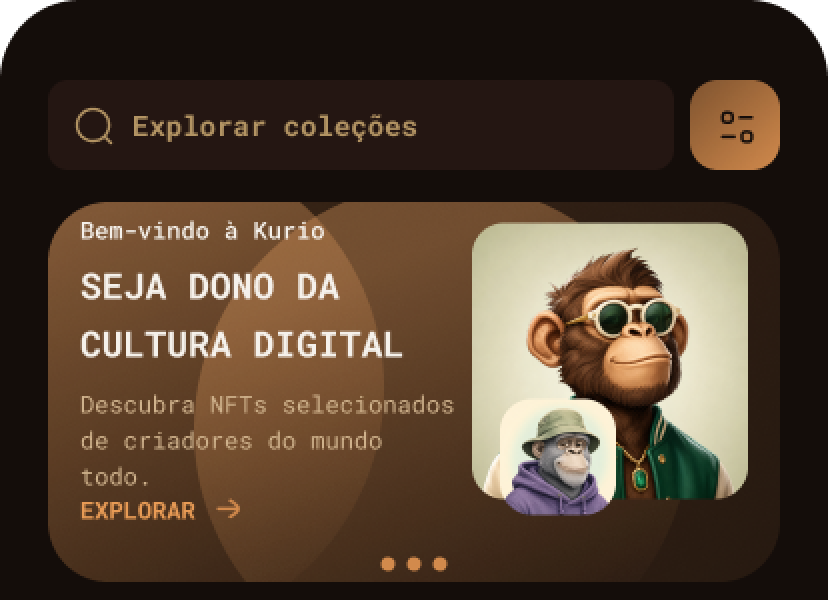 Explorar coleções
Bem-vindo à Kurio
SEJA DONO DA
CULTURA DIGITAL
Descubra NFTs selecionados
de criadores do mundo
todo.
EXPLORAR